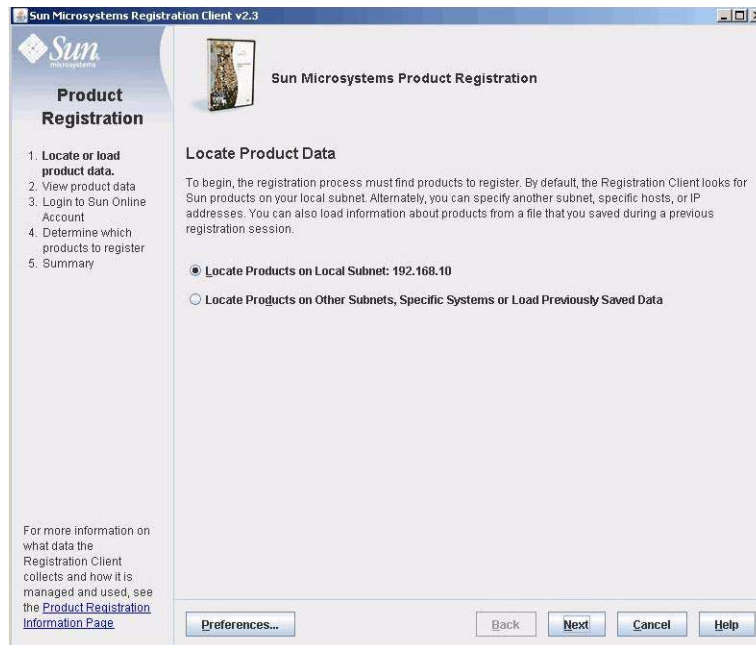 Sun Microsystems Registration Client v2.3
Sun
microsystems
Product
Registration
1. Locate or load
product data.
2. View product data
3. Login to Sun Online
Account
4. Determine which
products to register
5. Summary
For more information on
what data the
Registration Client
collects and how it is
managed and used, see
the Product Registration
Information Page
Sun Microsystems Product Registration
Locate Product Data
To begin, the registration process must find products to register. By default, the Registration Client looks for
Sun products on your local subnet. Alternately, you can specify another subnet, specific hosts, or IP
addresses. You can also load information about products from a file that you saved during a previous
registration session.
Locate Products on Local Subnet: 192.168.10
Locate Products on Other Subnets, Specific Systems or Load Previously Saved Data
Preferences...
Back
Next
Cancel
Help